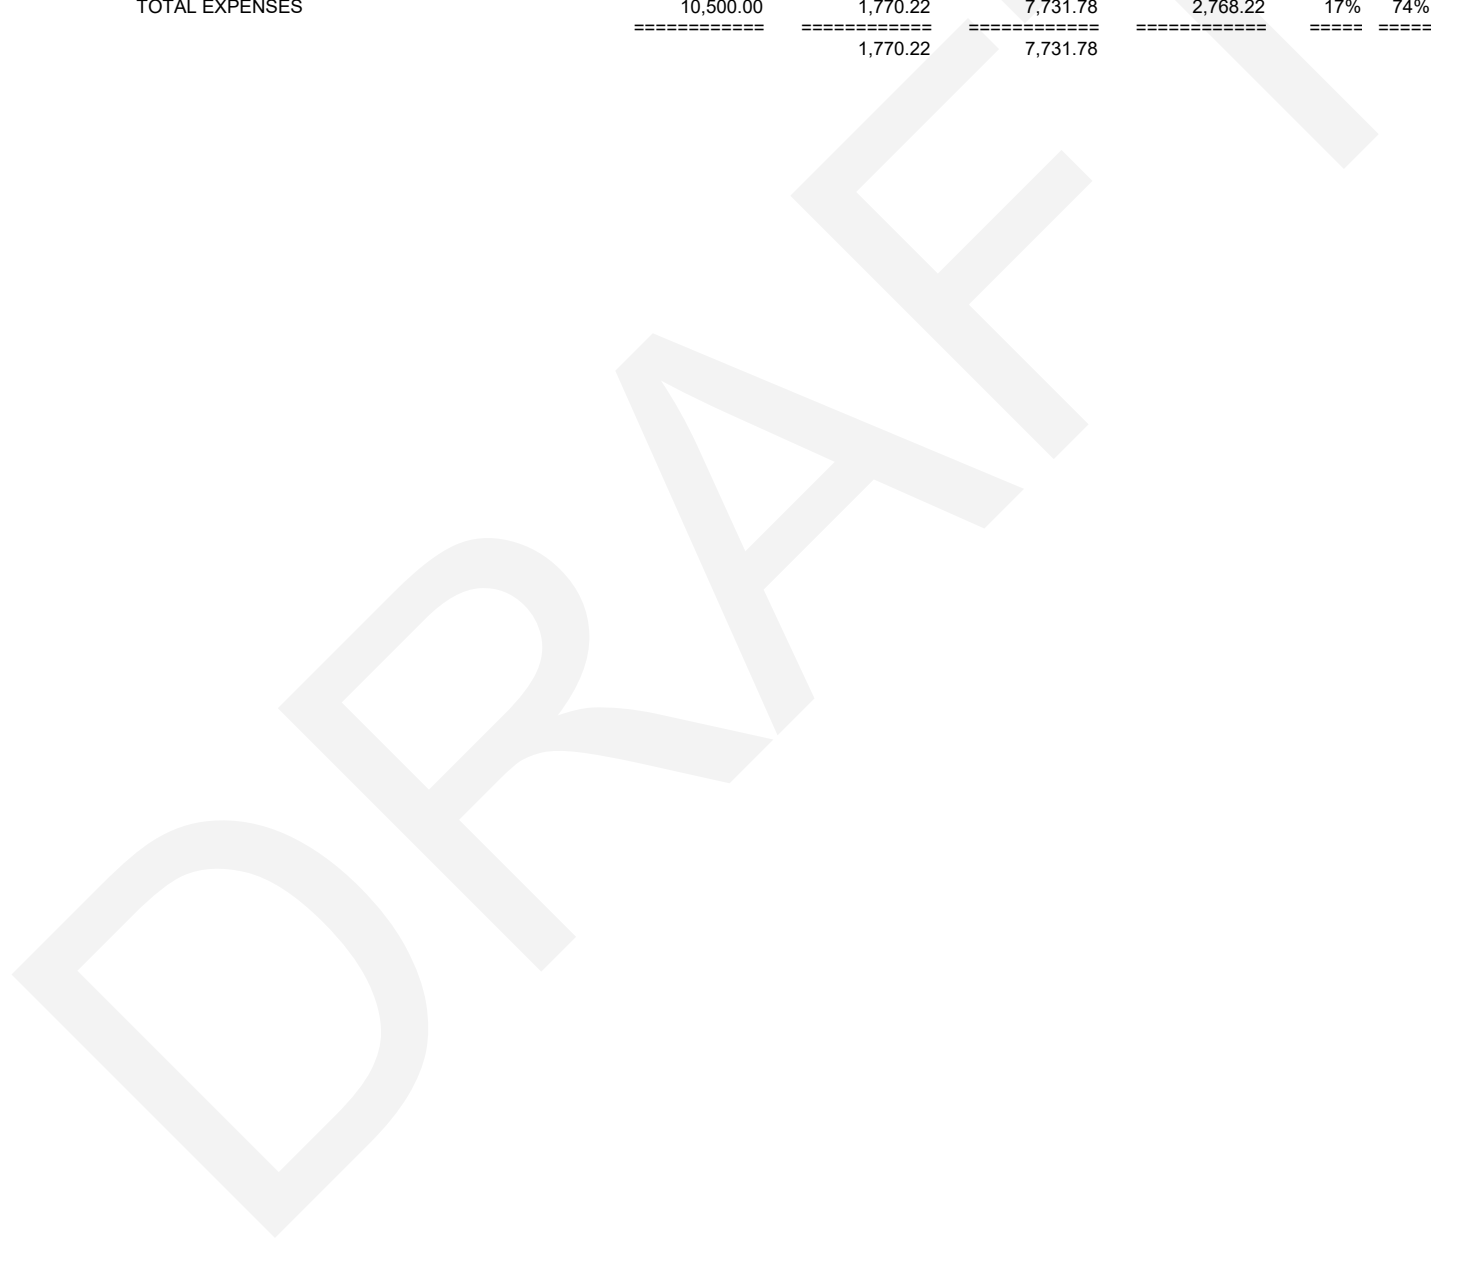 TOTAL EXPENSES 10,500.00 1,770.22 7,731.78 2,768.22 17% 74%
============ ============ ============ ============ ===== =====
1,770.22 7,731.78
DRAFT